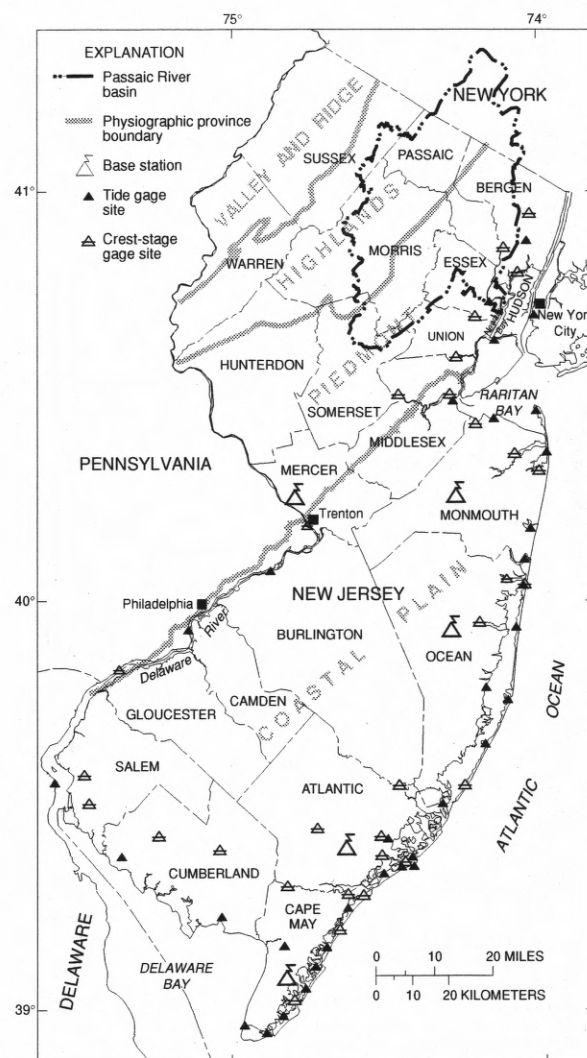 75
74
EXPLANATION
Passaic River
basin
Physiographic province
boundary
Base station
Tide gage
site
Crest-stage
gage site
41°
40°
39°
NEW YORK
VALLEY AND RIDGE
SUSSEX
PASSAIC
BERGEN
HIGHLANDS
WARREN
MORRIS
ESSEX
HUDSON
New York
City
UNION
PIEDMONT
HUNTERDON
SOMERSET
RARITAN
BAY
MIDDLESEX
PENNSYLVANIA
MERCER
Trenton
MONMOUTH
Philadelphia
NEW JERSEY
River
Delaware
BURLINGTON
COASTAL PLAIN
OCEAN
CAMDEN
GLOUCESTER
SALEM
ATLANTIC
ATLANTIC OCEAN
CUMBERLAND
CAPE
MAY
DELAWARE
DELAWARE
BAY
0 10 20 MILES
0 10 20 KILOMETERS